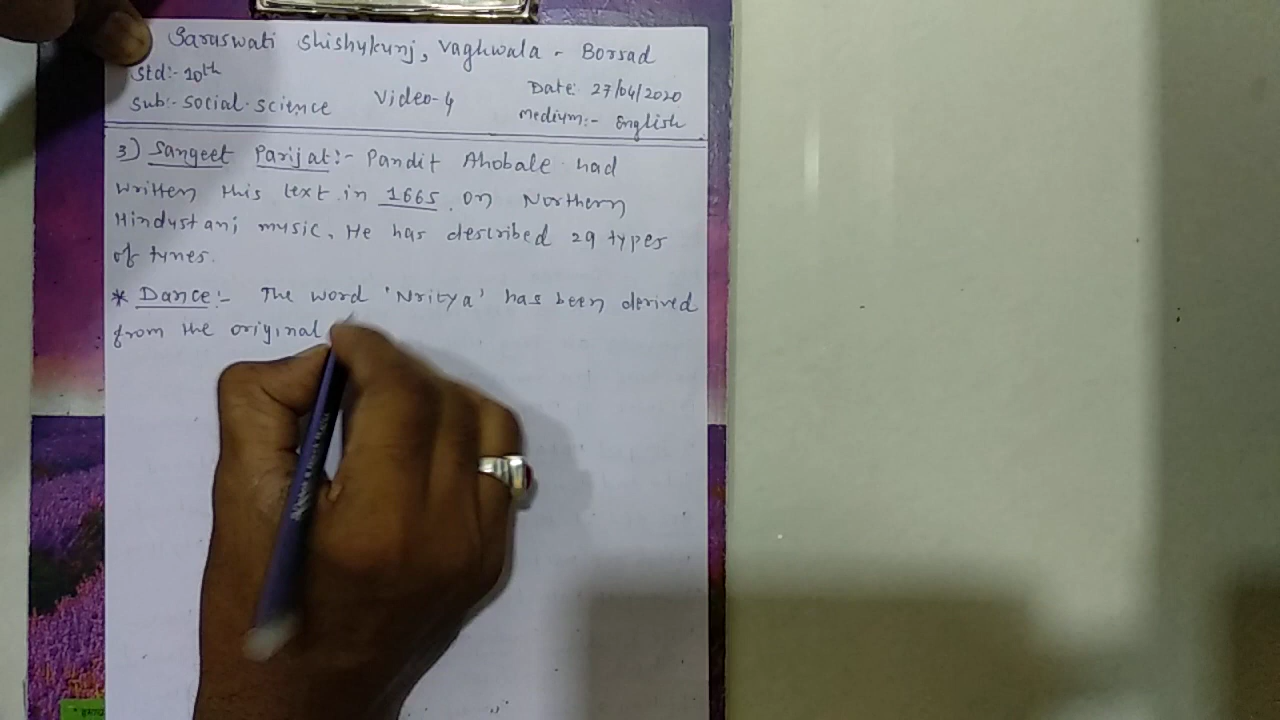 Saraswati Shishykunj, Vaghwala - Borsad
Std:- 10th
Date: 27/04/2020
Sub:- Social science Video-4
Medium:- English
3) Sangeet Parijat:- Pandit Ahobale had
written this text in 1665 on Northern
Hindustani music. He has described 29 types
of tunes.
* Dance:- The word 'Nritya' has been derived
from the original